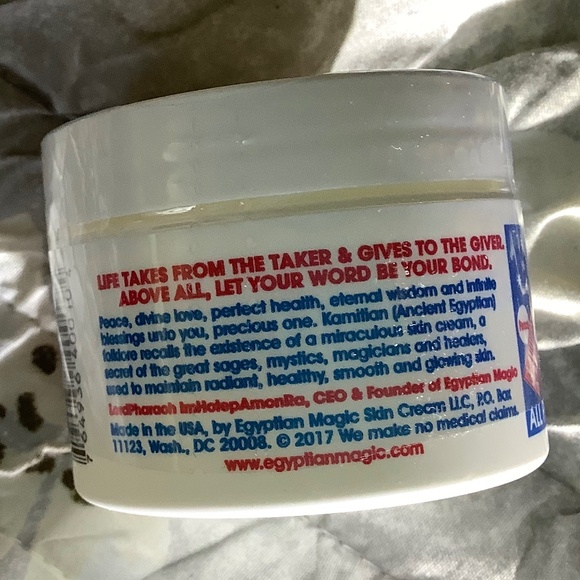 LIFE TAKES FROM THE TAKER & GIVES TO THE GIVER.
ABOVE ALL, LET YOUR WORD BE YOUR BOND.
Peace, divine love, perfect health, eternal wisdom and infinite
blessings unto you, precious one. Kamitian (Ancient Egyptian)
folklore recalls the existence of a miraculous skin cream, a
secret of the great sages, mystics, magicians and healers,
used to maintain radiant, healthy, smooth and glowing skin.
LordPharaoh ImHotepAmonRa, CEO & Founder of Egyptian Magic
Made in the USA, by Egyptian Magic Skin Cream LLC, P.O. Box
11123, Wash., DC 20008. © 2017 We make no medical claims.
www.egyptianmagic.com
ALL